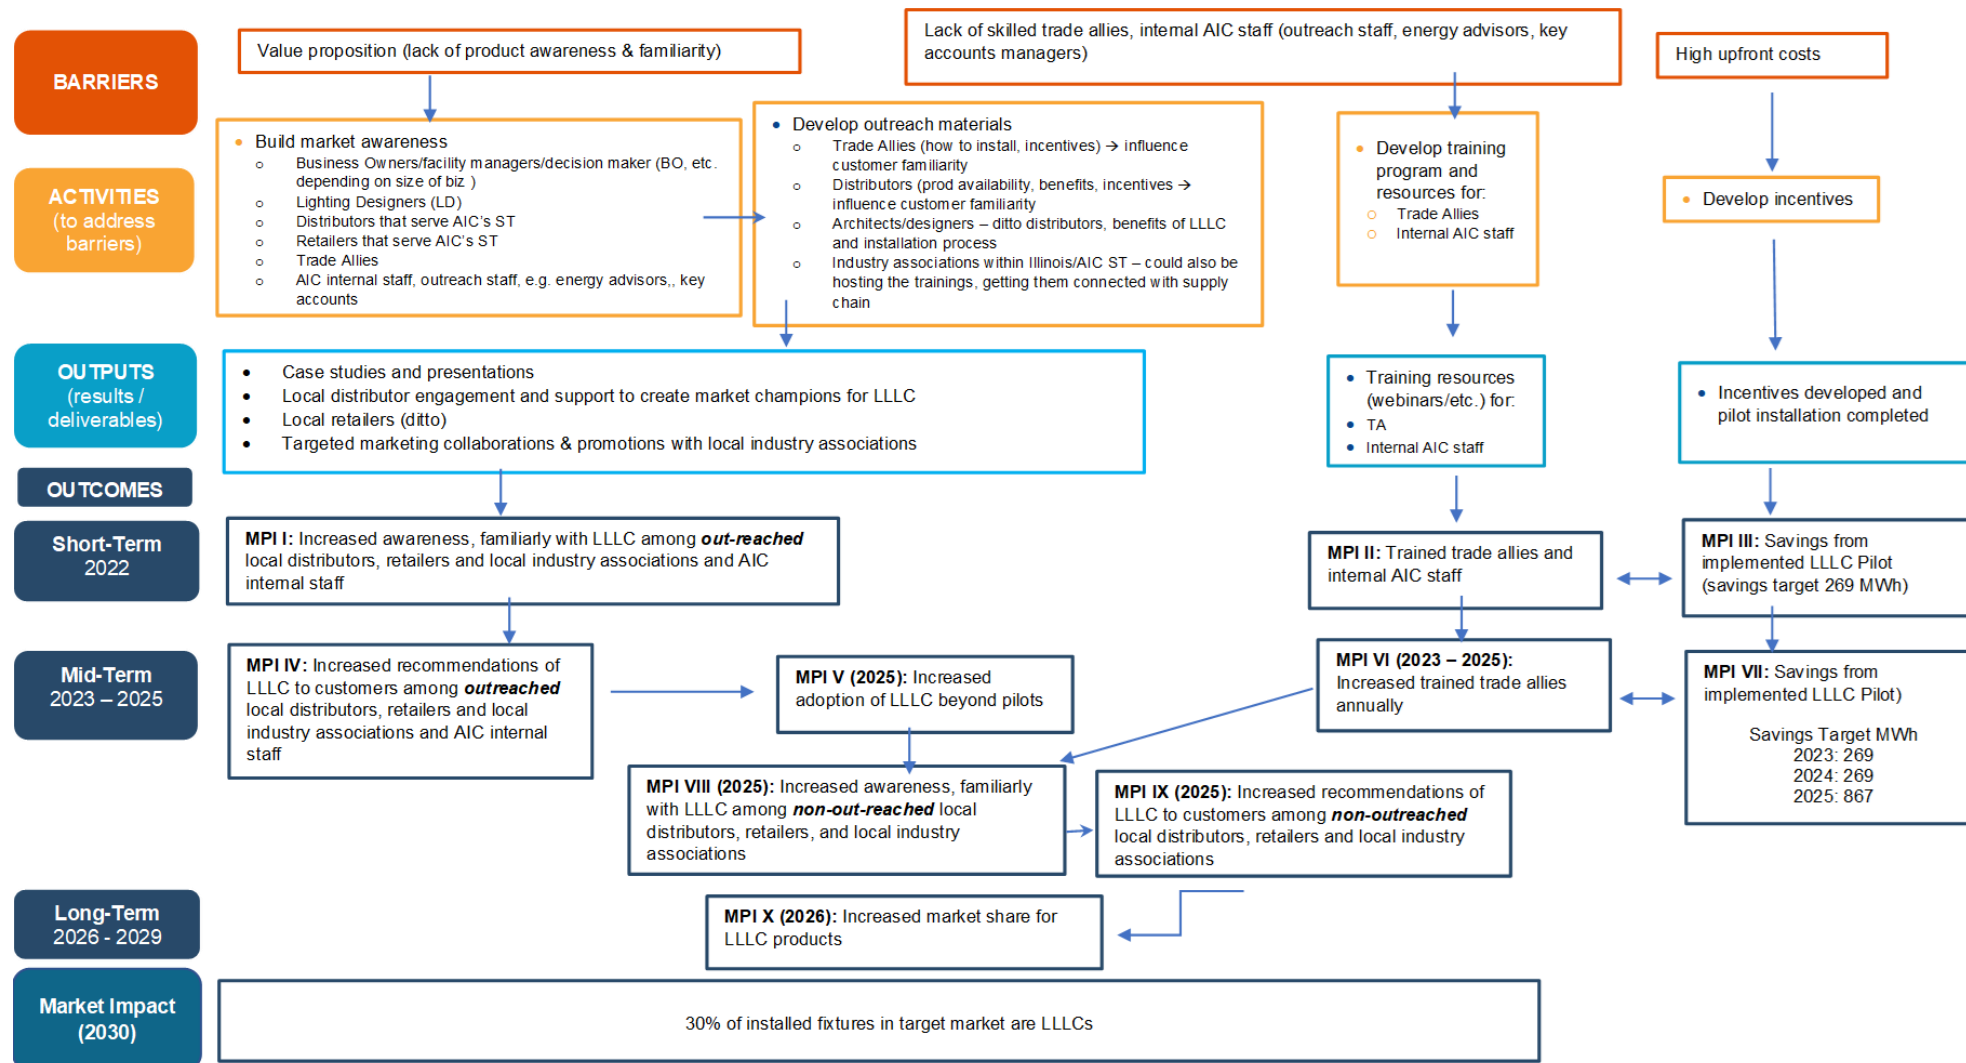 BARRIERS
Value proposition (lack of product awareness & familiarity)
Lack of skilled trade allies, internal AIC staff (outreach staff, energy advisors, key
accounts managers)
High upfront costs
ACTIVITIES
(to address
barriers)
• Build market awareness
o Business Owners/facility managers/decision maker (BO, etc.
depending on size of biz )
o Lighting Designers (LD)
o Distributors that serve AIC's ST
o Retailers that serve AIC's ST
o Trade Allies
o AIC internal staff, outreach staff, e.g. energy advisors,, key
accounts
• Develop outreach materials
o Trade Allies (how to install, incentives) → influence
customer familiarity
o Distributors (prod availability, benefits, incentives →
influence customer familiarity
o Architects/designers – ditto distributors, benefits of LLLC
and installation process
o Industry associations within Illinois/AIC ST – could also be
hosting the trainings, getting them connected with supply
chain
• Develop training
program and
resources for:
o Trade Allies
o Internal AIC staff
• Develop incentives
OUTPUTS
(results /
deliverables)
• Case studies and presentations
• Local distributor engagement and support to create market champions for LLLC
• Local retailers (ditto)
• Targeted marketing collaborations & promotions with local industry associations
• Training resources
(webinars/etc.) for:
• TA
• Internal AIC staff
• Incentives developed and
pilot installation completed
OUTCOMES
Short-Term
2022
MPI I: Increased awareness, familiarly with LLLC among out-reached
local distributors, retailers and local industry associations and AIC
internal staff
MPI II: Trained trade allies and
internal AIC staff
MPI III: Savings from
implemented LLLC Pilot
(savings target 269 MWh)
Mid-Term
2023 – 2025
MPI IV: Increased recommendations of
LLLC to customers among outreached
local distributors, retailers and local
industry associations and AIC internal
staff
MPI V (2025): Increased
adoption of LLLC beyond pilots
MPI VI (2023 – 2025):
Increased trained trade allies
annually
MPI VII: Savings from
implemented LLLC Pilot)
Savings Target MWh
2023: 269
2024: 269
2025: 867
MPI VIII (2025): Increased awareness, familiarly
with LLLC among non-out-reached local
distributors, retailers, and local industry
associations
MPI IX (2025): Increased recommendations of
LLLC to customers among non-outreached
local distributors, retailers and local industry
associations
Long-Term
2026 - 2029
MPI X (2026): Increased market share for
LLLC products
Market Impact
(2030)
30% of installed fixtures in target market are LLLCs